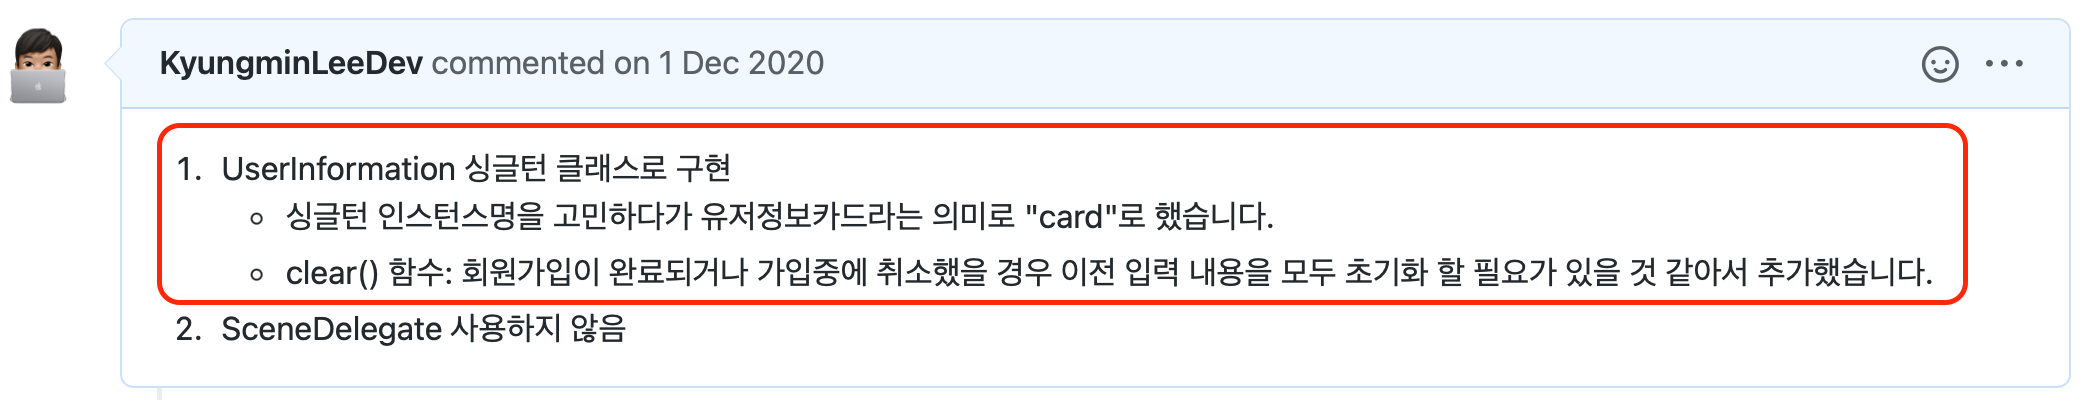 KyungminLeeDev commented on 1 Dec 2020
1. UserInformation 싱글턴 클래스로 구현
싱글턴 인스턴스명을 고민하다가 유저정보카드라는 의미로 "card"로 했습니다.
clear() 함수: 회원가입이 완료되거나 가입중에 취소했을 경우 이전 입력 내용을 모두 초기화 할 필요가 있을 것 같아서 추가했습니다.
2. SceneDelegate 사용하지 않음